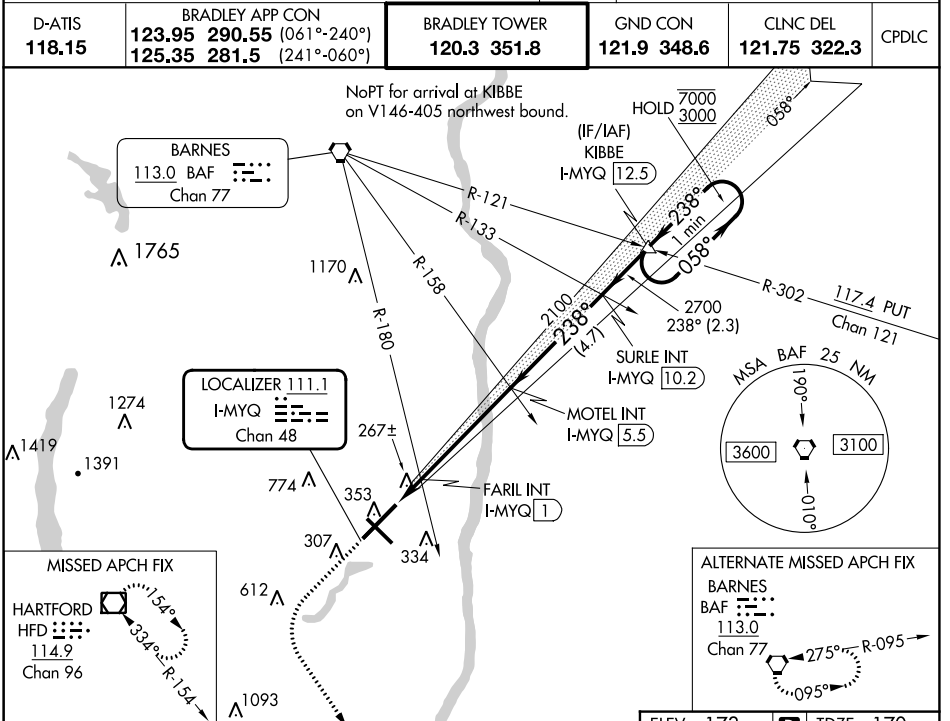 D-ATIS
118.15
BRADLEY APP CON
123.95 290.55 (061°-240°)
125.35 281.5 (241°-060°)
BRADLEY TOWER
120.3 351.8
GND CON
121.9 348.6
CLNC DEL
121.75 322.3
CPDLC
NoPT for arrival at KIBBE
on V146-405 northwest bound.
HOLD 7000
3000
058°
(IF/IAF)
KIBBE
I-MYQ 12.5
BARNES
113.0 BAF
Chan 77
R-121
R-133
R-158
R-180
238°
1 min
058°
1765
1170
2100
238°
(4.7)
2700
238° (2.3)
R-302
117.4 PUT
Chan 121
SURLE INT
I-MYQ 10.2
MOTEL INT
I-MYQ 5.5
MSA BAF 25 NM
190°
3600
3100
010°
LOCALIZER 111.1
I-MYQ
Chan 48
1274
1419
1391
267±
774
353
FARIL INT
I-MYQ 1
307
334
612
1093
MISSED APCH FIX
HARTFORD
HFD
114.9
Chan 96
154°
334°
R-154
ALTERNATE MISSED APCH FIX
BARNES
BAF
113.0
Chan 77
275°
R-095
095°
ELEV 173
D
TDZE 170